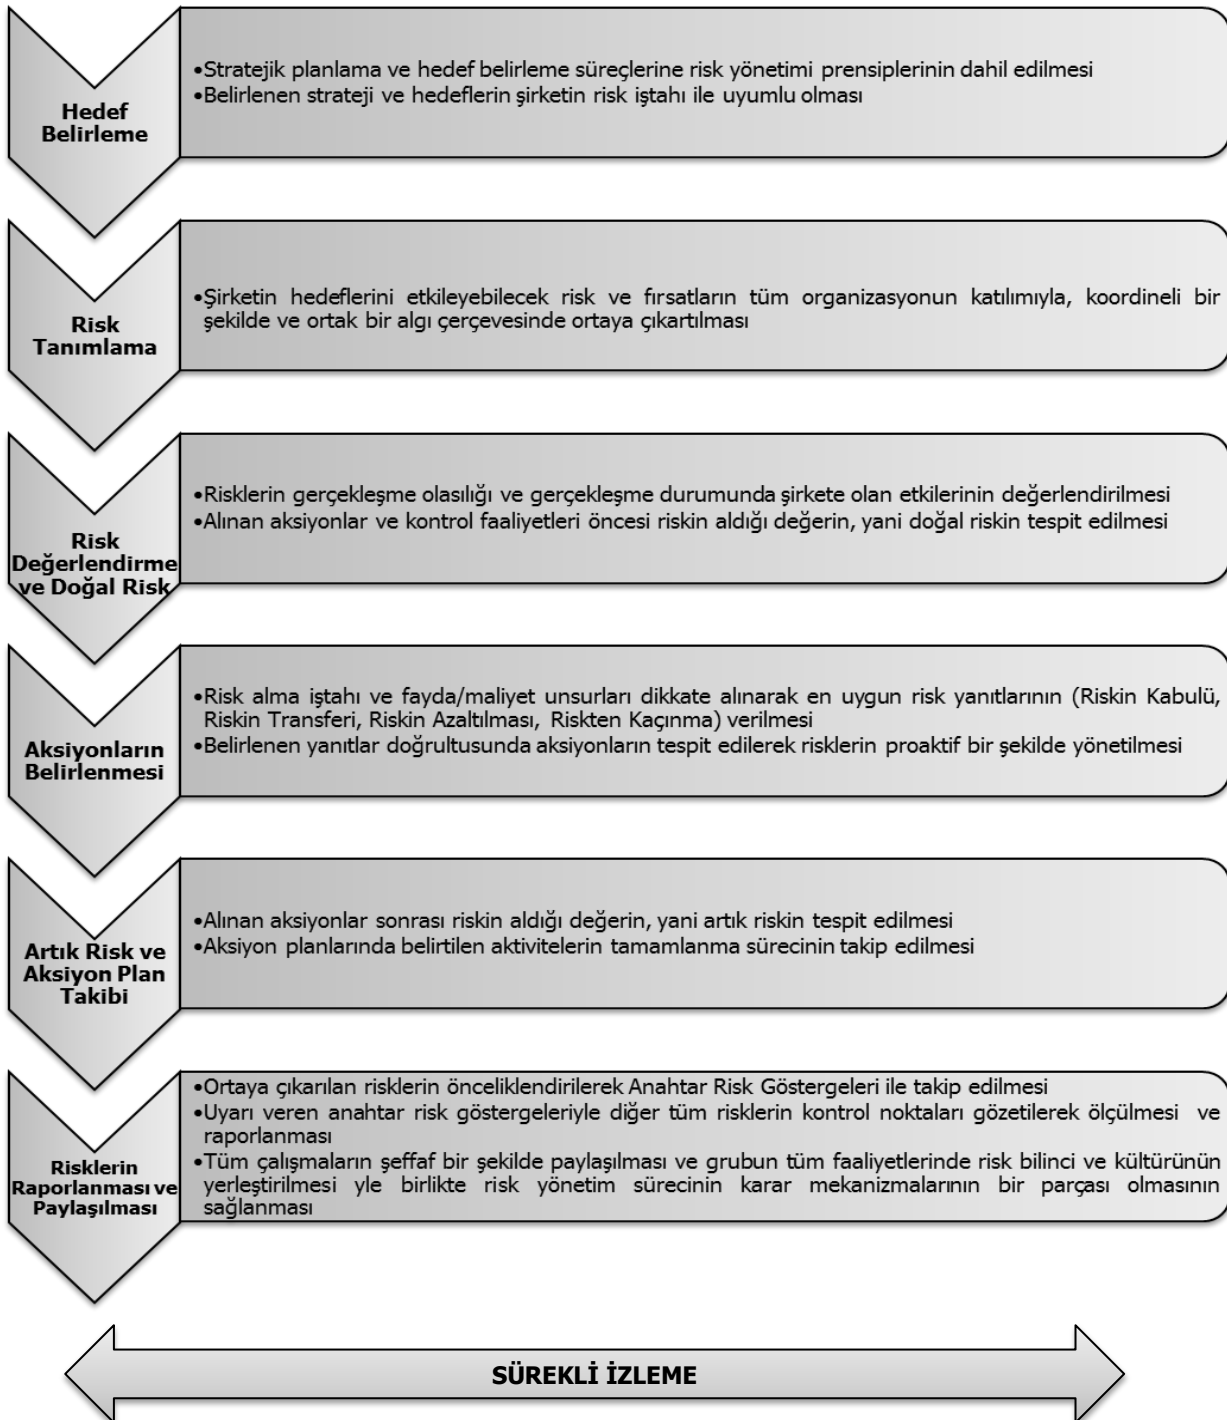 Hedef
Belirleme
•Stratejik planlama ve hedef belirleme süreçlerine risk yönetimi prensiplerinin dahil edilmesi
•Belirlenen strateji ve hedeflerin şirketin risk iştahı ile uyumlu olması
Risk
Tanımlama
•Şirketin hedeflerini etkileyebilecek risk ve fırsatların tüm organizasyonun katılımıyla, koordineli bir
şekilde ve ortak bir algı çerçevesinde ortaya çıkartılması
Risk
Değerlendirme
ve Doğal Risk
•Risklerin gerçekleşme olasılığı ve gerçekleşme durumunda şirkete olan etkilerinin değerlendirilmesi
•Alınan aksiyonlar ve kontrol faaliyetleri öncesi riskin aldığı değerin, yani doğal riskin tespit edilmesi
Aksiyonların
Belirlenmesi
•Risk alma iştahı ve fayda/maliyet unsurları dikkate alınarak en uygun risk yanıtlarının (Riskin Kabulü,
Riskin Transferi, Riskin Azaltılması, Riskten Kaçınma) verilmesi
•Belirlenen yanıtlar doğrultusunda aksiyonların tespit edilerek risklerin proaktif bir şekilde yönetilmesi
Artık Risk ve
Aksiyon Plan
Takibi
•Alınan aksiyonlar sonrası riskin aldığı değerin, yani artık riskin tespit edilmesi
•Aksiyon planlarında belirtilen aktivitelerin tamamlanma sürecinin takip edilmesi
Risklerin
Raporlanması ve
Paylaşılması
•Ortaya çıkarılan risklerin önceliklendirilerek Anahtar Risk Göstergeleri ile takip edilmesi
•Uyarı veren anahtar risk göstergeleriyle diğer tüm risklerin kontrol noktaları gözetilerek ölçülmesi ve
raporlanması
•Tüm çalışmaların şeffaf bir şekilde paylaşılması ve grubun tüm faaliyetlerinde risk bilinci ve kültürünün
yerleştirilmesi yle birlikte risk yönetim sürecinin karar mekanizmalarının bir parçası olmasının
sağlanması
SÜREKLİ İZLEME